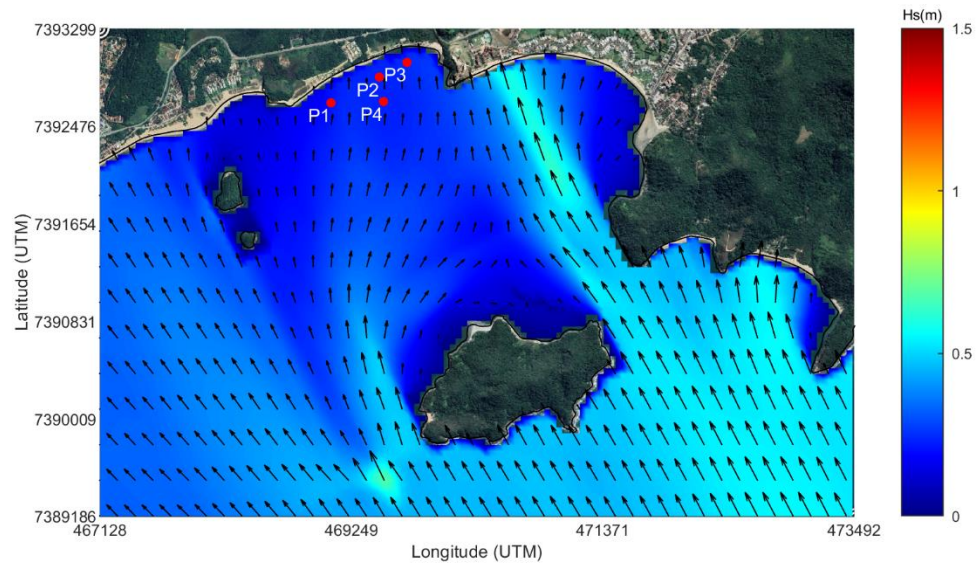 Hs(m)
7393299
7392476
7391654
7390831
7390009
7389186
Latitude (UTM)
P3
P2
P1
P4
1.5
1
0.5
0
467128
469249
471371
473492
Longitude (UTM)